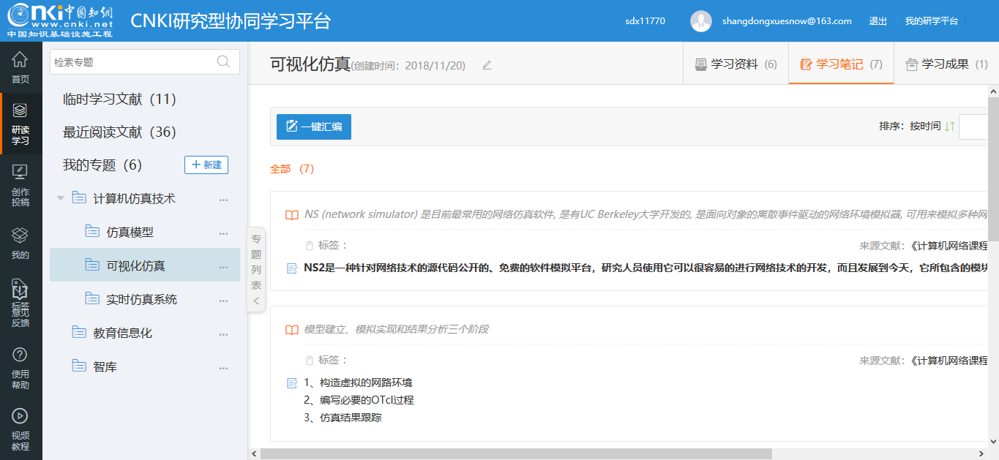 cnki中国知网
www.cnki.net
中国知识基础设施工程
CNKI研究型协同学习平台
sdx11770
shangdongxuesnow@163.com
退出
我的研学平台
首页
研读
学习
创作
投稿
我的
标签
意见
反馈
使用
帮助
视频
教程
检索专题
临时学习文献（11）
最近阅读文献（36）
我的专题（6）
+ 新建
计算机仿真技术 ...
仿真模型 ...
可视化仿真 ...
实时仿真系统 ...
教育信息化 ...
智库 ...
专
题
列
表
<
可视化仿真(创建时间：2018/11/20)
学习资料 (6)
学习笔记 (7)
学习成果 (1)
一键汇编
排序：按时间
全部 （7）
NS (network simulator) 是目前最常用的网络仿真软件, 是有UC Berkeley大学开发的, 是面向对象的离散事件驱动的网络环境模拟器, 可用来模拟多种网
标签：
来源文献：《计算机网络课程
NS2是一种针对网络技术的源代码公开的、免费的软件模拟平台，研究人员使用它可以很容易的进行网络技术的开发，而且发展到今天，它所包含的模块
模型建立、模拟实现和结果分析三个阶段
标签：
来源文献：《计算机网络课程
1、构造虚拟的网路环境
2、编写必要的OTcl过程
3、仿真结果跟踪